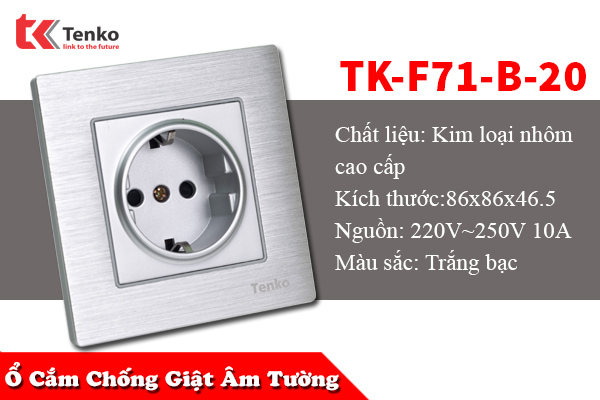 Tenko
link to the future
TK-F71-B-20
Chất liệu: Kim loại nhôm
cao cấp
Kích thước:86x86x46.5
Nguồn: 220V~250V 10A
Màu sắc: Trắng bạc
Tenko
Ổ Cắm Chống Giật Âm Tường